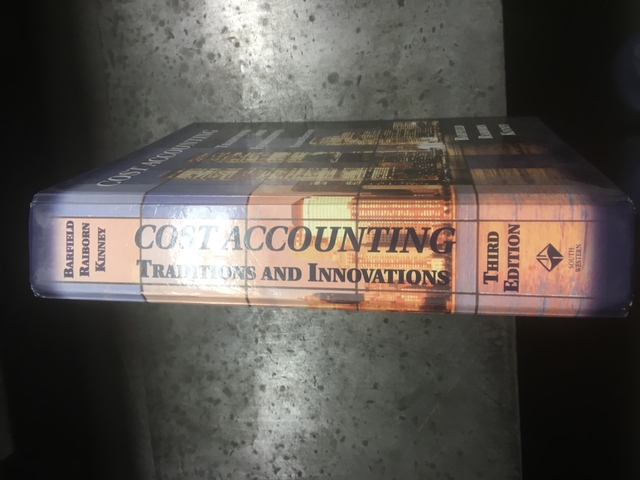 BARFIELD
RAIBORN
KINNEY
COST ACCOUNTING
TRADITIONS AND INNOVATIONS
THIRD
EDITION
SOUTH-
WESTERN
COST ACCOUNTING